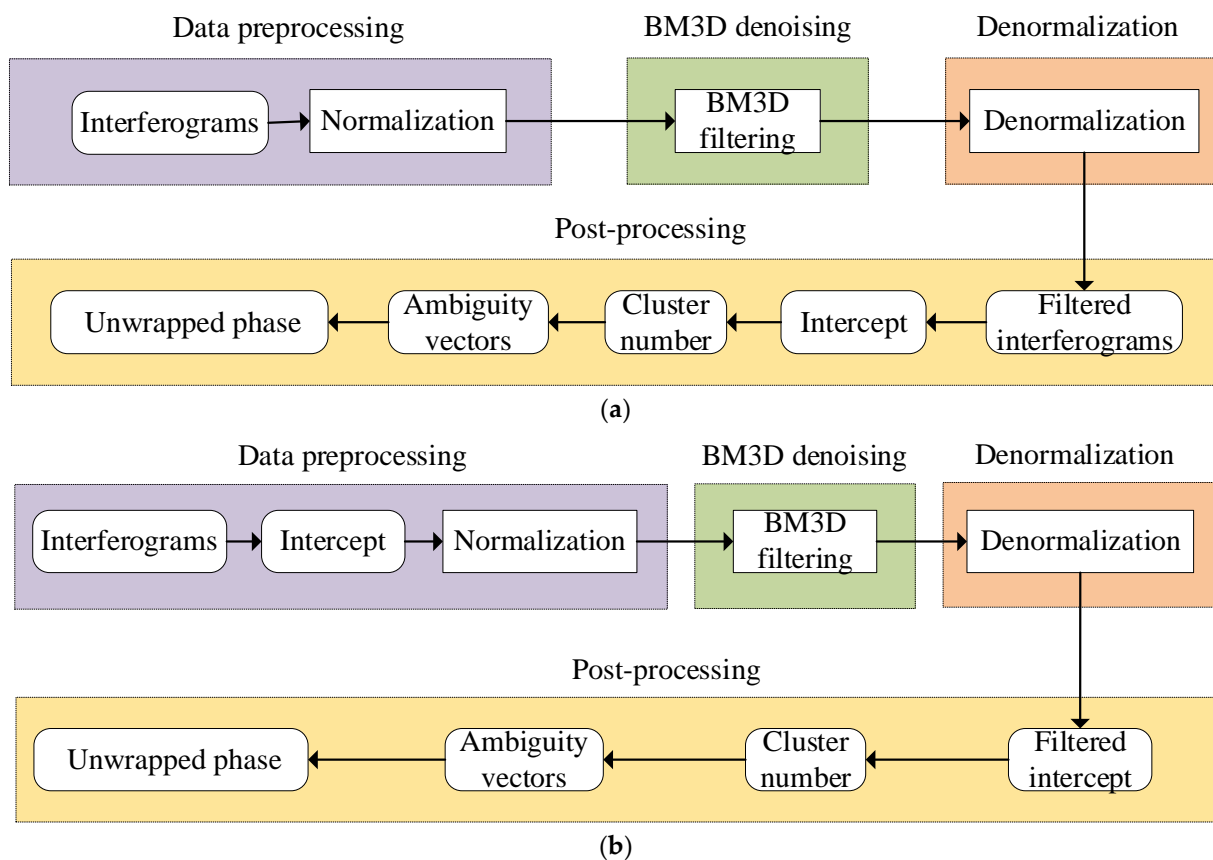 Data preprocessing
BM3D denoising
Denormalization
Interferograms
Normalization
BM3D
filtering
Denormalization
Post-processing
Unwrapped phase
Ambiguity
vectors
Cluster
number
Intercept
Filtered
interferograms
(a)
Data preprocessing
BM3D denoising
Denormalization
Interferograms
Intercept
Normalization
BM3D
filtering
Denormalization
Post-processing
Unwrapped phase
Ambiguity
vectors
Cluster
number
Filtered
intercept
(b)